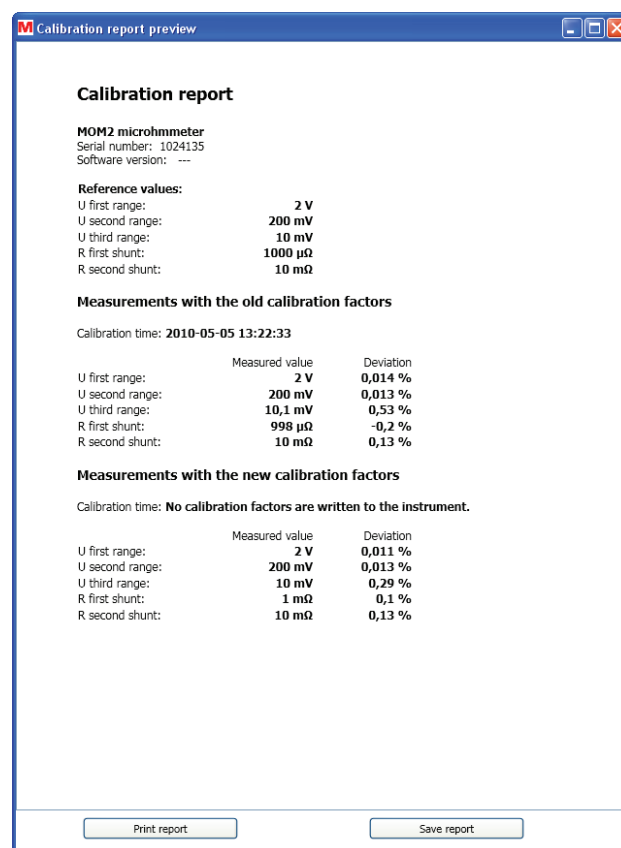 M Calibration report preview
Calibration report
MOM2 microhmmeter
Serial number: 1024135
Software version: ---
Reference values:
U first range: 2 V
U second range: 200 mV
U third range: 10 mV
R first shunt: 1000 µΩ
R second shunt: 10 mΩ
Measurements with the old calibration factors
Calibration time: 2010-05-05 13:22:33
Measured value Deviation
U first range: 2 V 0,014 %
U second range: 200 mV 0,013 %
U third range: 10,1 mV 0,53 %
R first shunt: 998 µΩ -0,2 %
R second shunt: 10 mΩ 0,13 %
Measurements with the new calibration factors
Calibration time: No calibration factors are written to the instrument.
Measured value Deviation
U first range: 2 V 0,011 %
U second range: 200 mV 0,013 %
U third range: 10 mV 0,29 %
R first shunt: 1 mΩ 0,1 %
R second shunt: 10 mΩ 0,13 %
Print report Save report